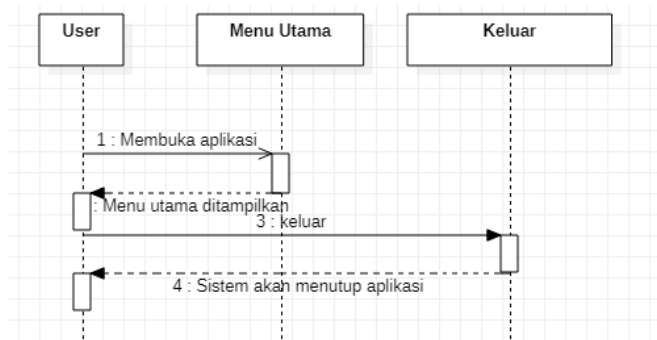 User
Menu Utama
Keluar
1 : Membuka aplikasi
: Menu utama ditampilkan
3 : keluar
4 : Sistem akan menutup aplikasi